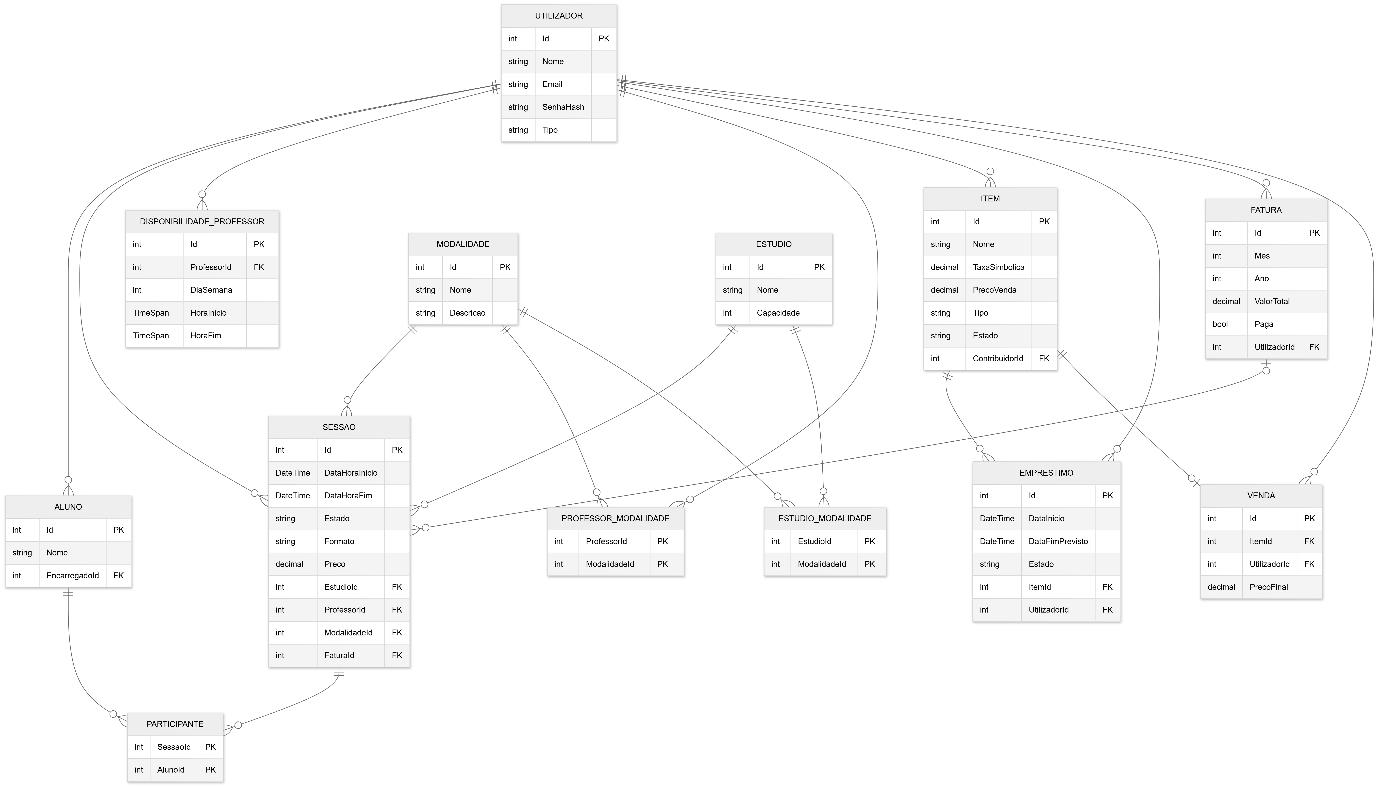 UTILIZADOR
int Id PK
string Nome
string Email
string SenhaHash
string Tipo
DISPONIBILIDADE_PROFESSOR
int Id PK
int ProfessorId FK
int DiaSemana
TimeSpan HoraInicio
TimeSpan HoraFim
MODALIDADE
int Id PK
string Nome
string Descricao
ESTUDIO
int Id PK
string Nome
int Capacidade
ITEM
int Id PK
string Nome
decimal TaxaSimbolica
decimal PrecoVenda
string Tipo
string Estado
int ContribuidorId FK
FATURA
int Id PK
int Mes
int Ano
decimal ValorTotal
bool Paga
int UtilizadorId FK
SESSAO
int Id PK
DateTime DataHoraInicio
DateTime DataHoraFim
string Estado
string Formato
decimal Preco
int EstudioId FK
int ProfessorId FK
int ModalidadeId FK
int FaturaId FK
ALUNO
int Id PK
string Nome
int EncarregadoId FK
PROFESSOR_MODALIDADE
int ProfessorId PK
int ModalidadeId PK
ESTUDIO_MODALIDADE
int EstudioId PK
int ModalidadeId PK
EMPRESTIMO
int Id PK
DateTime DataInicio
DateTime DataFimPrevisto
string Estado
int ItemId FK
int UtilizadorId FK
VENDA
int Id PK
int ItemId FK
int UtilizadorId FK
decimal PrecoFinal
PARTICIPANTE
int SessaoId PK
int AlunoId PK